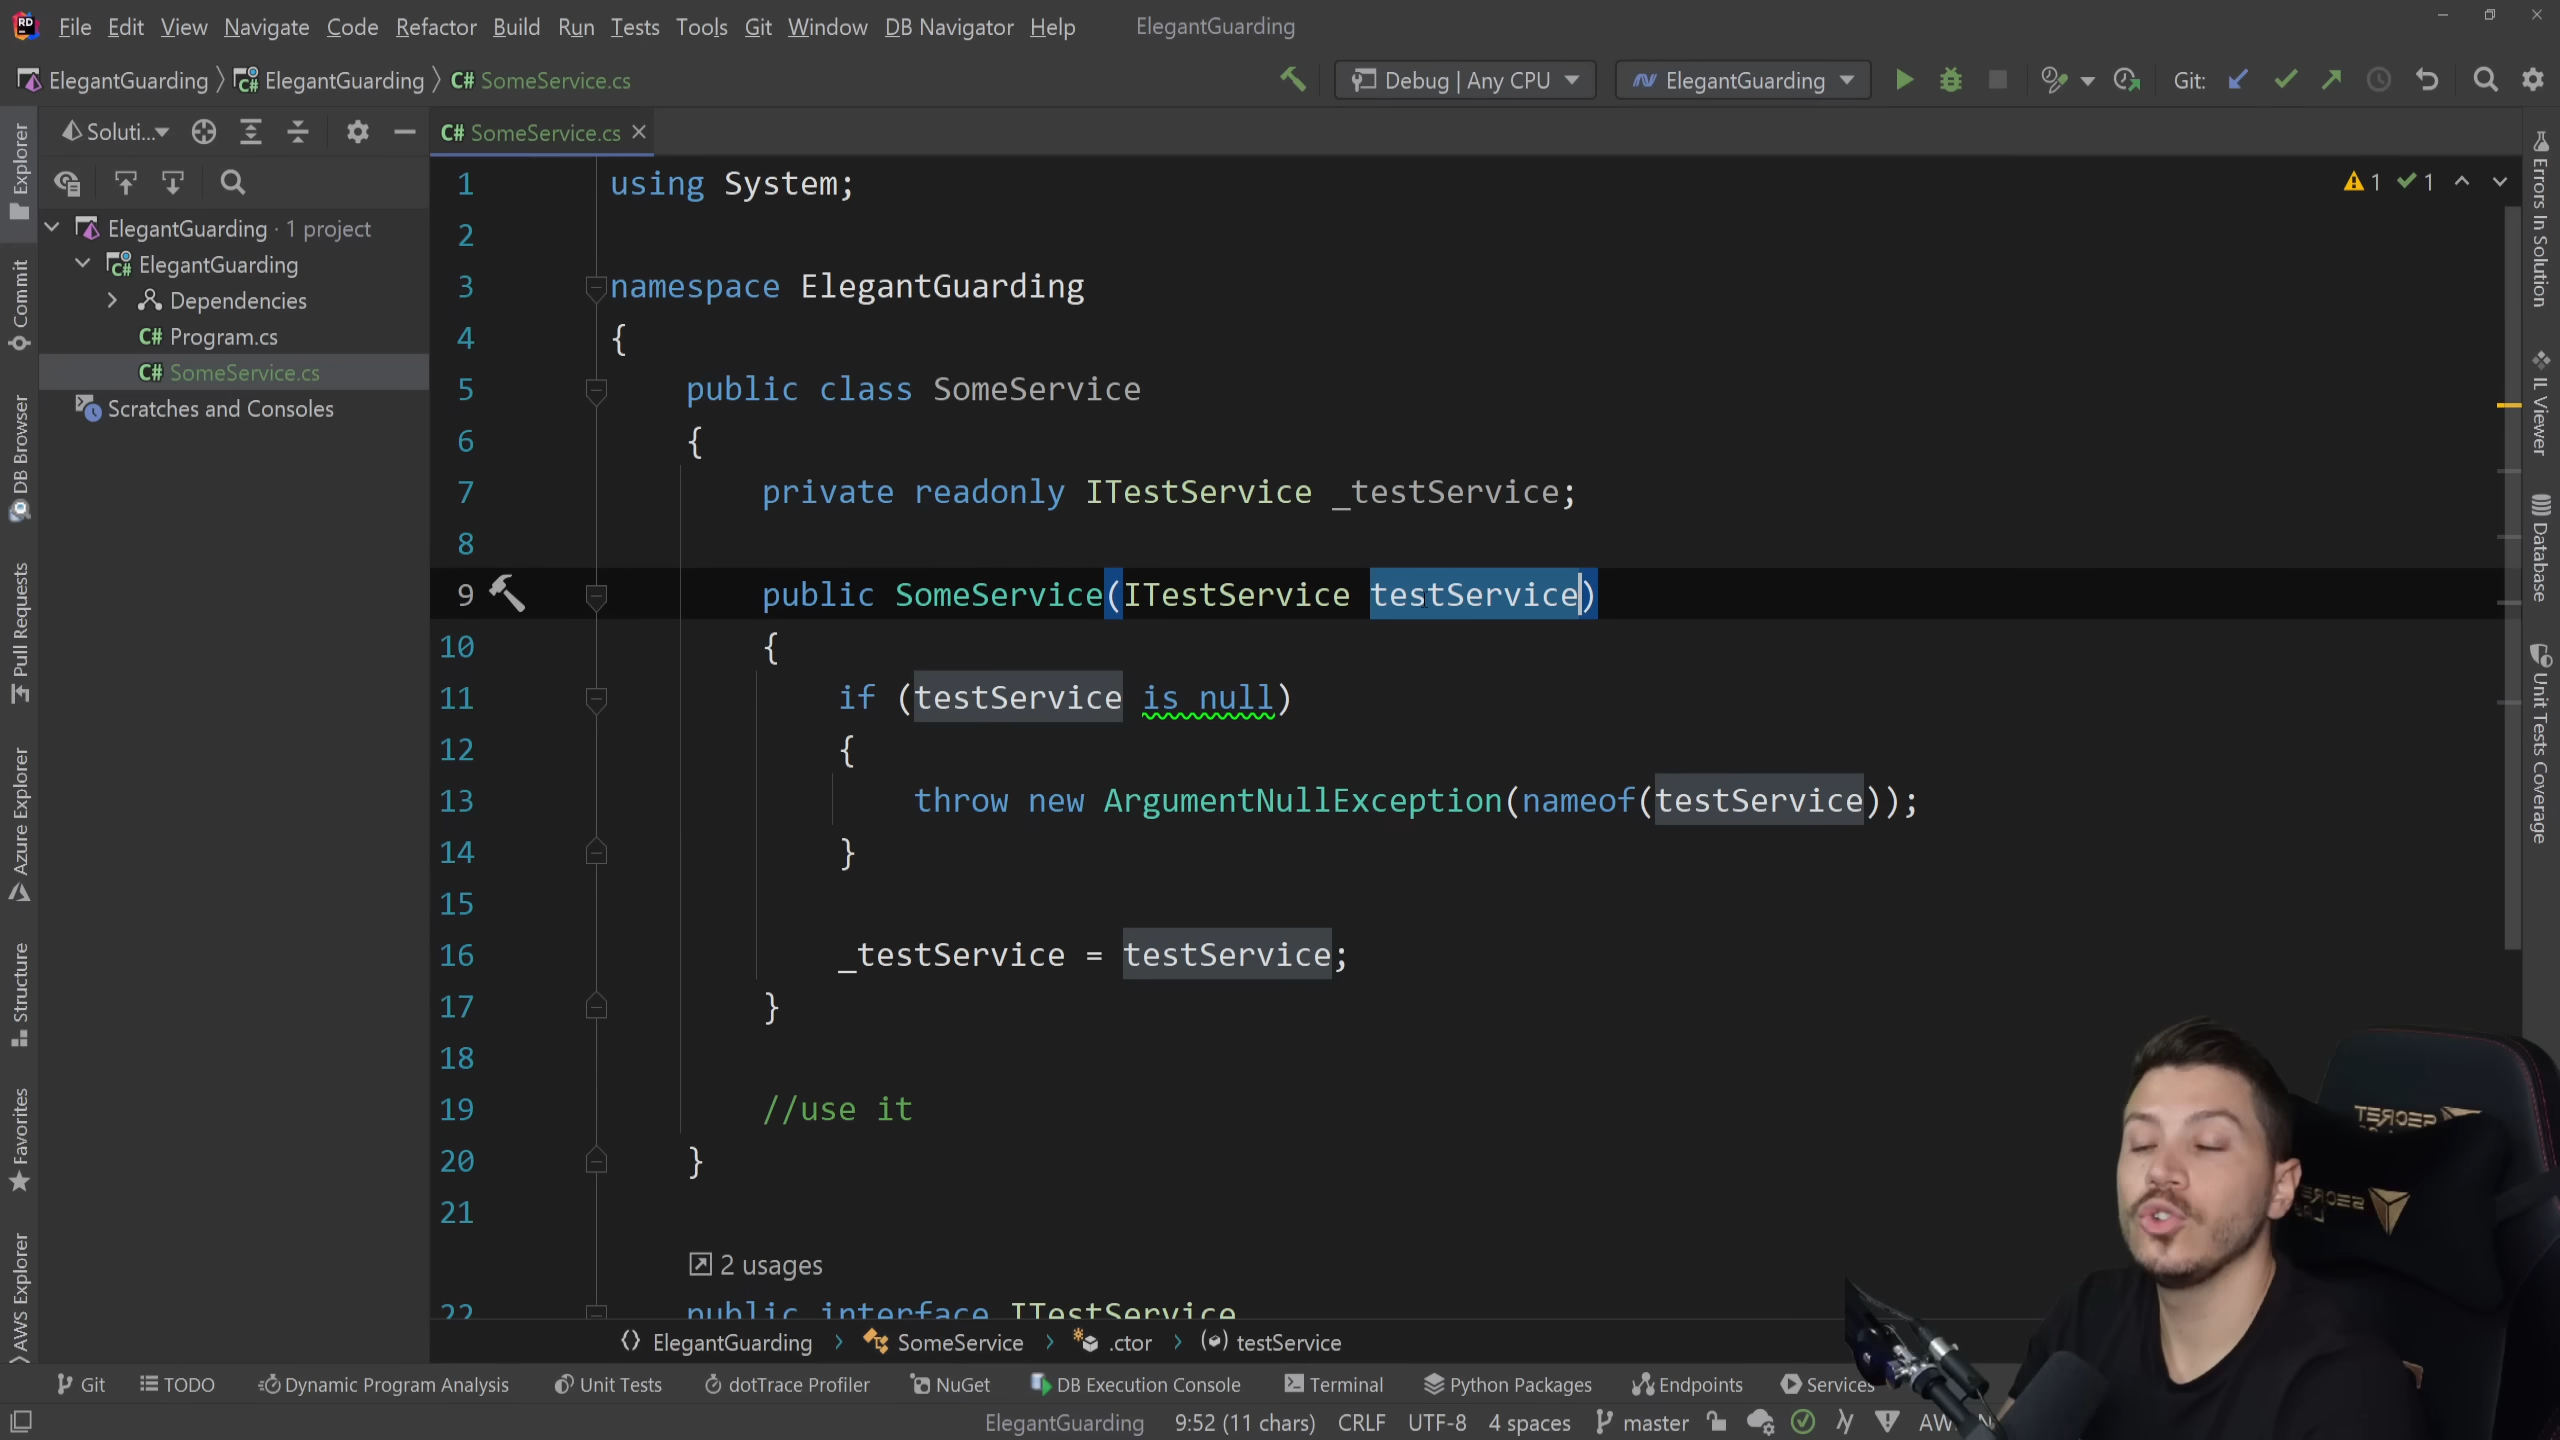 File Edit View Navigate Code Refactor Build Run Tests Tools Git Window DB Navigator Help ElegantGuarding
ElegantGuarding ElegantGuarding C# SomeService.cs Debug | Any CPU ElegantGuarding Git:
Soluti... C# SomeService.cs
ElegantGuarding · 1 project
ElegantGuarding
Dependencies
C# Program.cs
C# SomeService.cs
Scratches and Consoles
Explorer
Commit
DB Browser
Pull Requests
Azure Explorer
Structure
Favorites
AWS Explorer
1 using System;
2
3 namespace ElegantGuarding
4 {
5 public class SomeService
6 {
7 private readonly ITestService _testService;
8
9 public SomeService(ITestService testService)
10 {
11 if (testService is null)
12 {
13 throw new ArgumentNullException(nameof(testService));
14 }
15
16 _testService = testService;
17 }
18
19 //use it
20 }
21
2 usages
22 public interface ITestService
1 1
Errors In Solution
IL Viewer
Database
Unit Tests Coverage
SECRET
SECRE
ElegantGuarding SomeService .ctor testService
Git TODO Dynamic Program Analysis Unit Tests dotTrace Profiler NuGet DB Execution Console Terminal Python Packages Endpoints Services
ElegantGuarding 9:52 (11 chars) CRLF UTF-8 4 spaces master